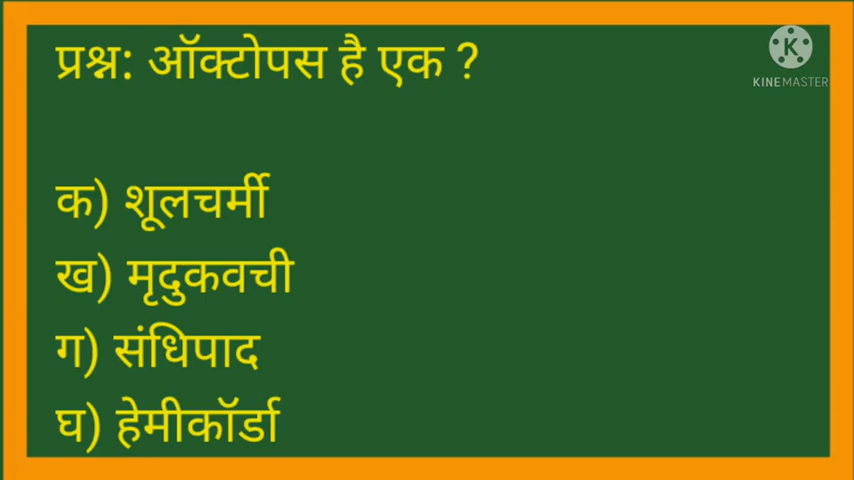 प्रश्न: ऑक्टोपस है एक ?
K
KINEMASTER
क) शूलचर्मी
ख) मृदुकवची
ग) संधिपाद
घ) हेमीकॉर्डा